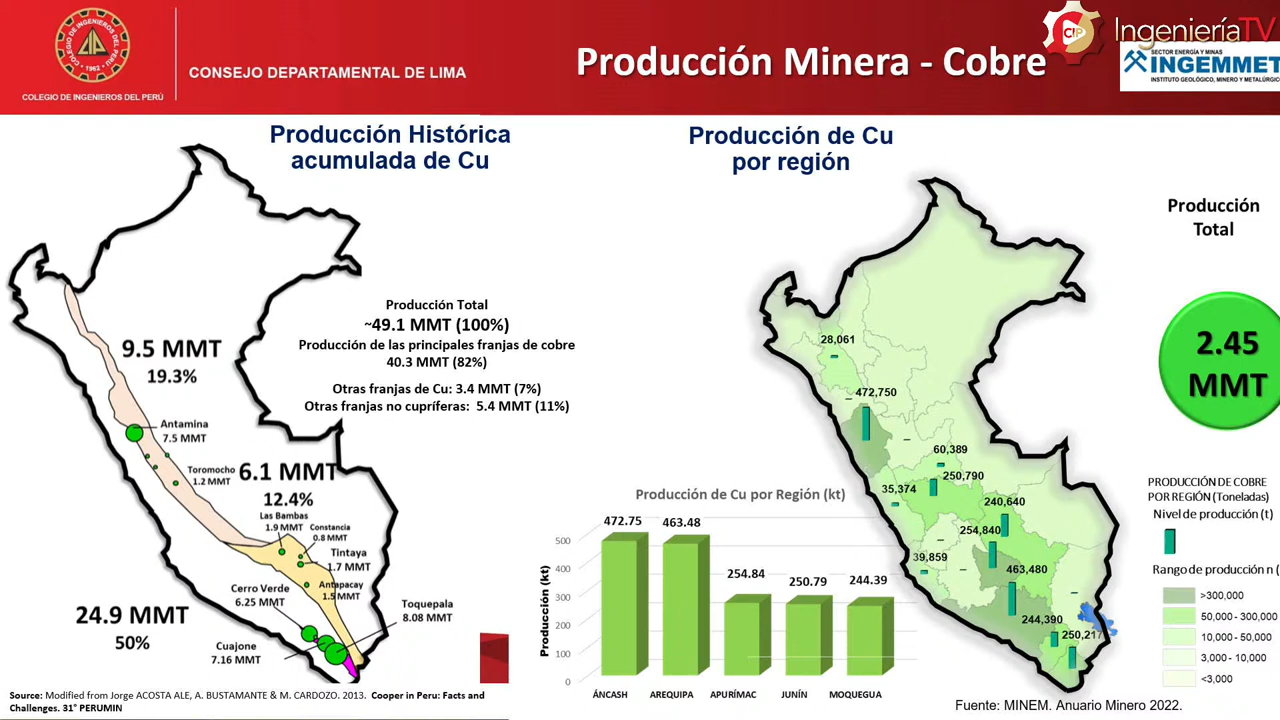 COLEGIO DE INGENIEROS DEL PERU
1962
COLEGIO DE INGENIEROS DEL PERÚ
CONSEJO DEPARTAMENTAL DE LIMA
Producción Minera - Cobre
CIP
IngenieríaTV
SECTOR ENERGÍA Y MINAS
INGEMMET
INSTITUTO GEOLÓGICO, MINERO Y METALÚRGICO
Producción Histórica
acumulada de Cu
Producción Total
~49.1 MMT (100%)
Producción de las principales franjas de cobre
40.3 MMT (82%)
Otras franjas de Cu: 3.4 MMT (7%)
Otras franjas no cupríferas: 5.4 MMT (11%)
9.5 MMT
19.3%
Antamina
7.5 MMT
Toromocho
1.2 MMT
6.1 MMT
12.4%
Las Bambas
1.9 MMT
Constancia
0.8 MMT
Tintaya
1.7 MMT
Antapacay
1.5 MMT
Cerro Verde
6.25 MMT
Toquepala
8.08 MMT
24.9 MMT
50%
Cuajone
7.16 MMT
Source: Modified from Jorge ACOSTA ALE, A. BUSTAMANTE & M. CARDOZO. 2013. Cooper in Peru: Facts and
Challenges. 31° PERUMIN
Producción de Cu
por región
28,061
472,750
60,389
250,790
35,374
240,640
254,840
39,859
463,480
244,390
250,217
Producción de Cu por Región (kt)
Producción (kt)
500
400
300
200
100
0
472.75
463.48
254.84
250.79
244.39
ÁNCASH
AREQUIPA
APURÍMAC
JUNÍN
MOQUEGUA
Producción
Total
2.45
MMT
PRODUCCIÓN DE COBRE
POR REGIÓN (Toneladas)
Nivel de producción (t)
Rango de producción n (
>300,000
50,000 - 300,000
10,000 - 50,000
3,000 - 10,000
<3,000
Fuente: MINEM. Anuario Minero 2022.